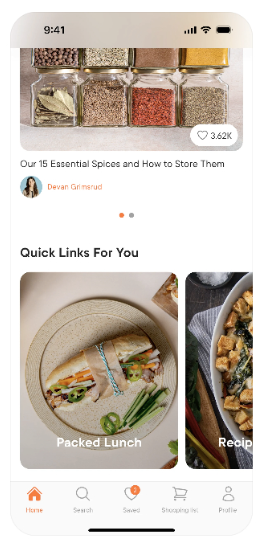 9:41
3.62K
Our 15 Essential Spices and How to Store Them
Devan Grimsrud
Quick Links For You
Packed Lunch
Recip
Home
Search
Saved
Shopping list
Profile